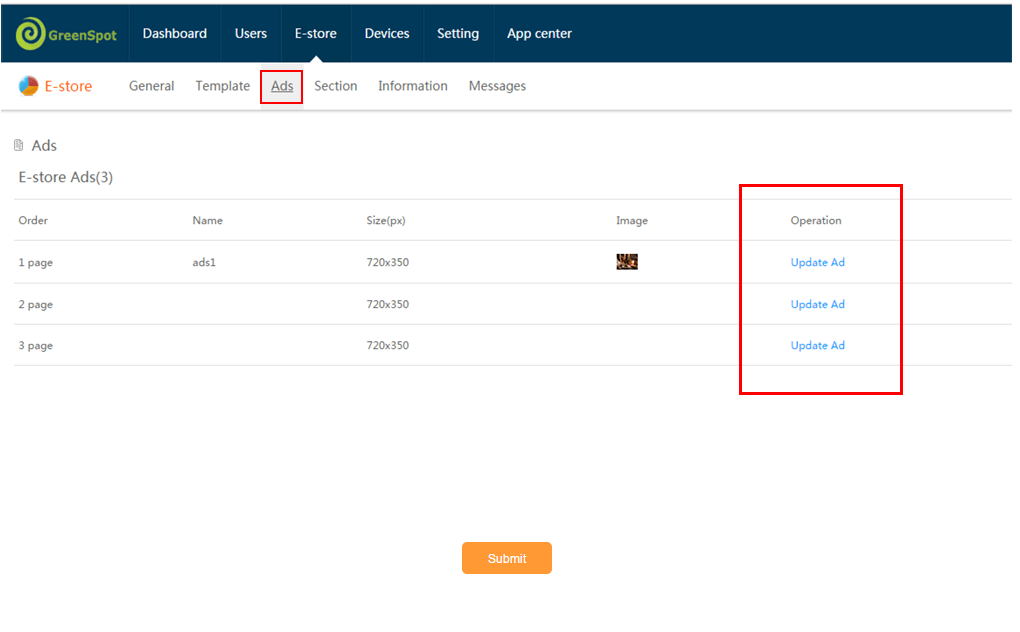 GreenSpot Dashboard Users E-store Devices Setting App center
E-store General Template Ads Section Information Messages
Ads
E-store Ads(3)
Order Name Size(px) Image Operation
1 page ads1 720x350 Update Ad
2 page 720x350 Update Ad
3 page 720x350 Update Ad
Submit